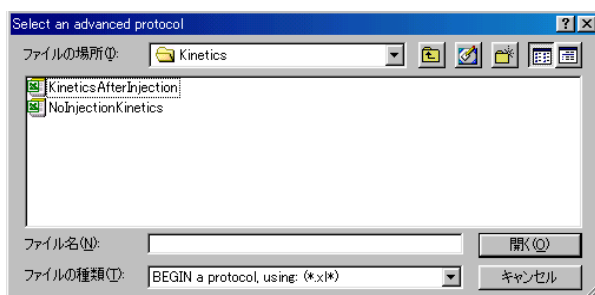 Select an advanced protocol
ファイルの場所(I): Kinetics
KineticsAfterInjection
NoInjectionKinetics
ファイル名(N): 開く(O)
ファイルの種類(T): BEGIN a protocol, using: (*.xl*) キャンセル